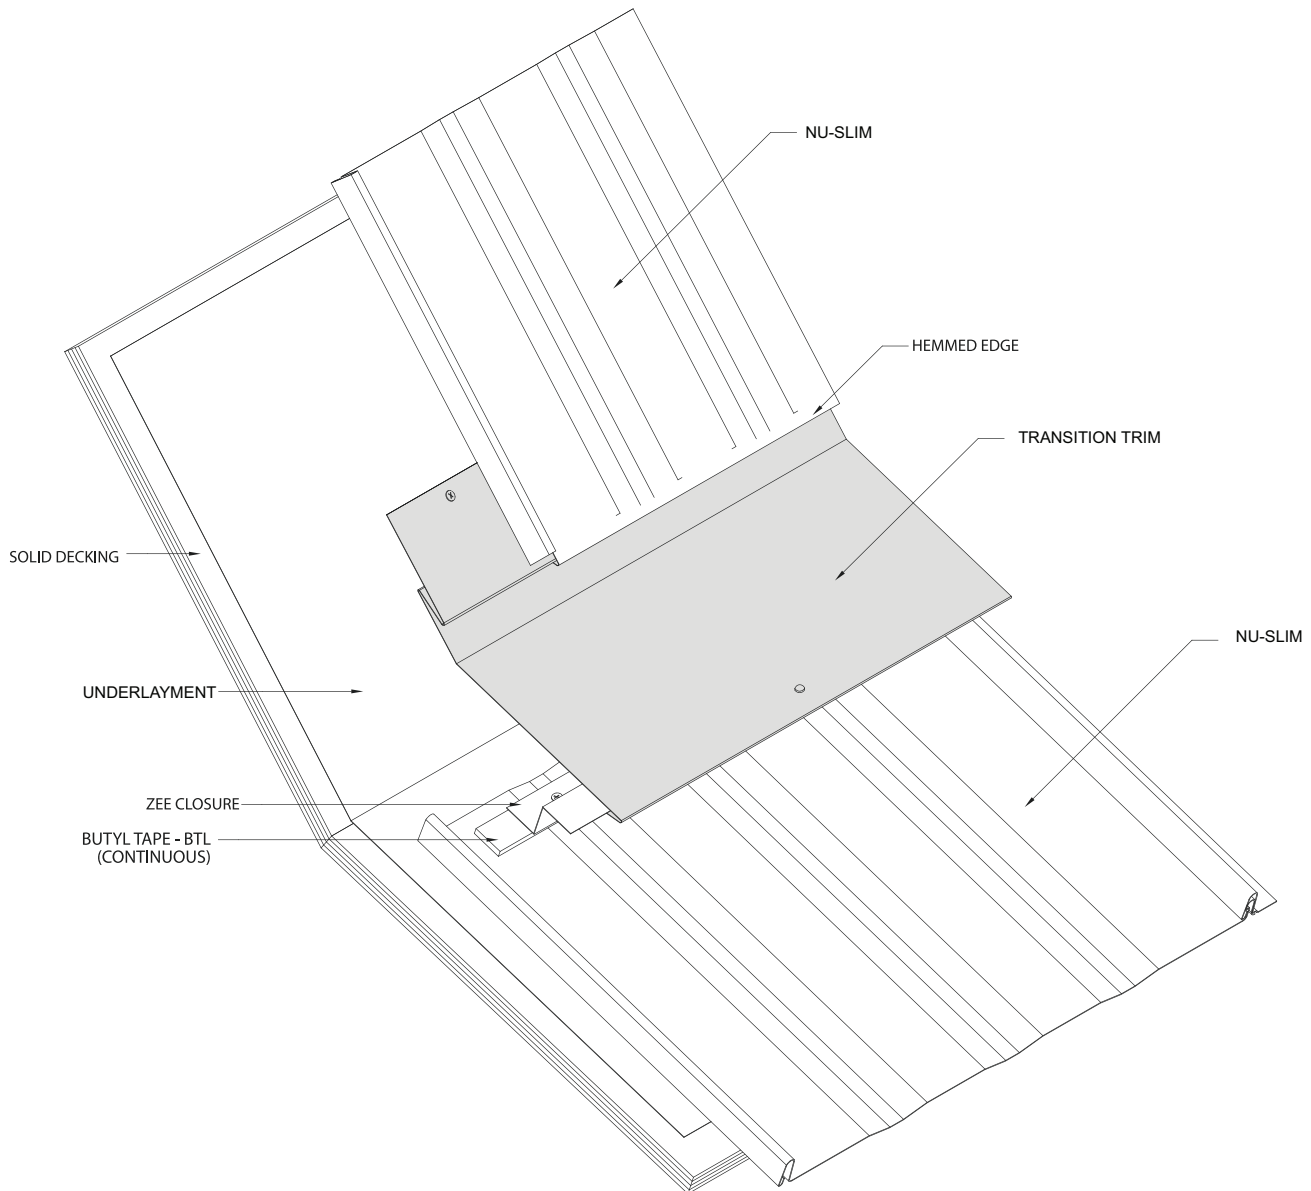 NU-SLIM
HEMMED EDGE
TRANSITION TRIM
SOLID DECKING
NU-SLIM
UNDERLAYMENT
ZEE CLOSURE
BUTYL TAPE - BTL
(CONTINUOUS)